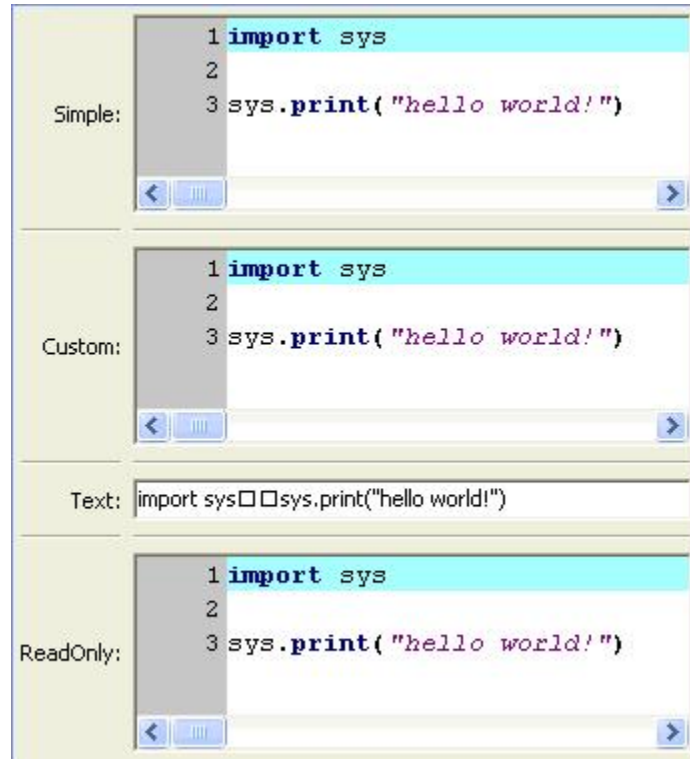 Simple:
1 import sys
2
3 sys.print("hello world!")
Custom:
1 import sys
2
3 sys.print("hello world!")
Text: import sys□□sys.print("hello world!")
ReadOnly:
1 import sys
2
3 sys.print("hello world!")